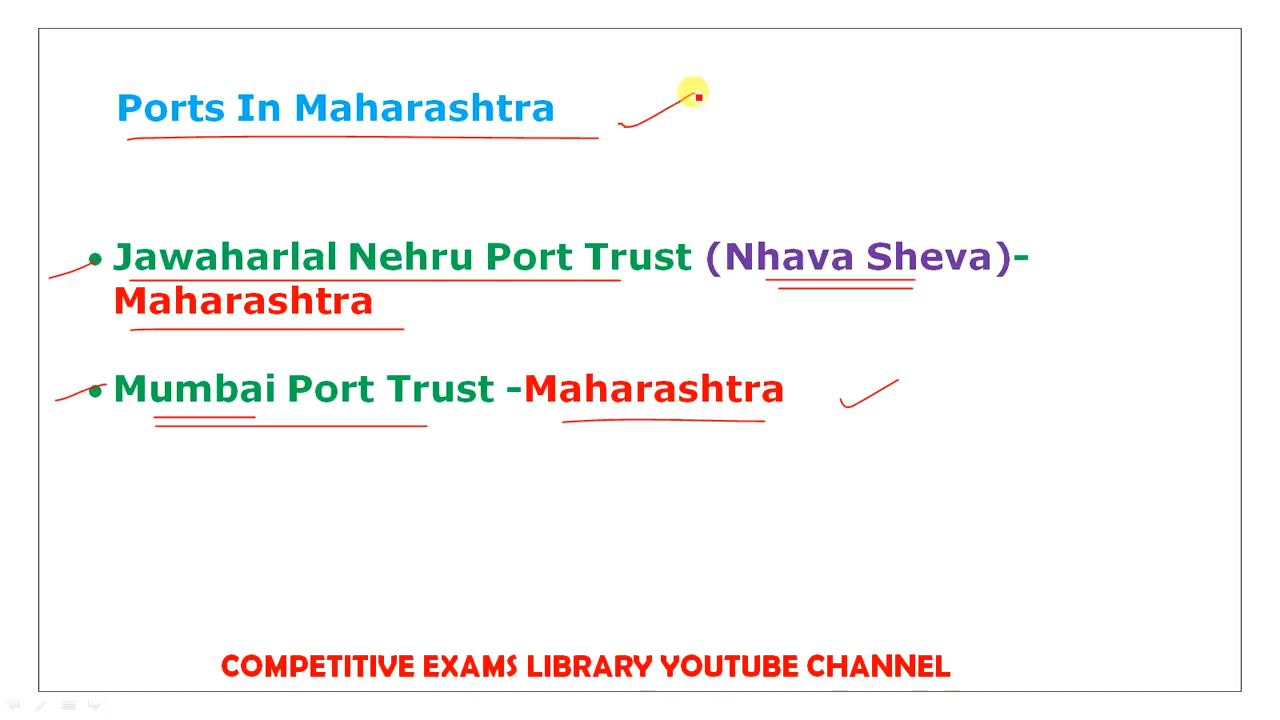 Ports In Maharashtra
• Jawaharlal Nehru Port Trust (Nhava Sheva)-
Maharashtra
• Mumbai Port Trust -Maharashtra
COMPETITIVE EXAMS LIBRARY YOUTUBE CHANNEL